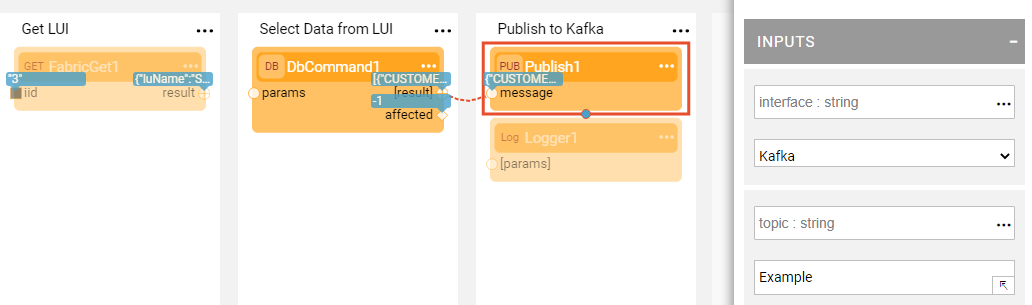 Get LUI
GET FabricGet1
"3"
{"luName":"S...
iid
result
Select Data from LUI
DB DbCommand1
[{"CUSTOME...
params
[result]
-1
affected
Publish to Kafka
PUB Publish1
{"CUSTOME...
message
Log Logger1
[params]
INPUTS
interface : string
Kafka
topic : string
Example